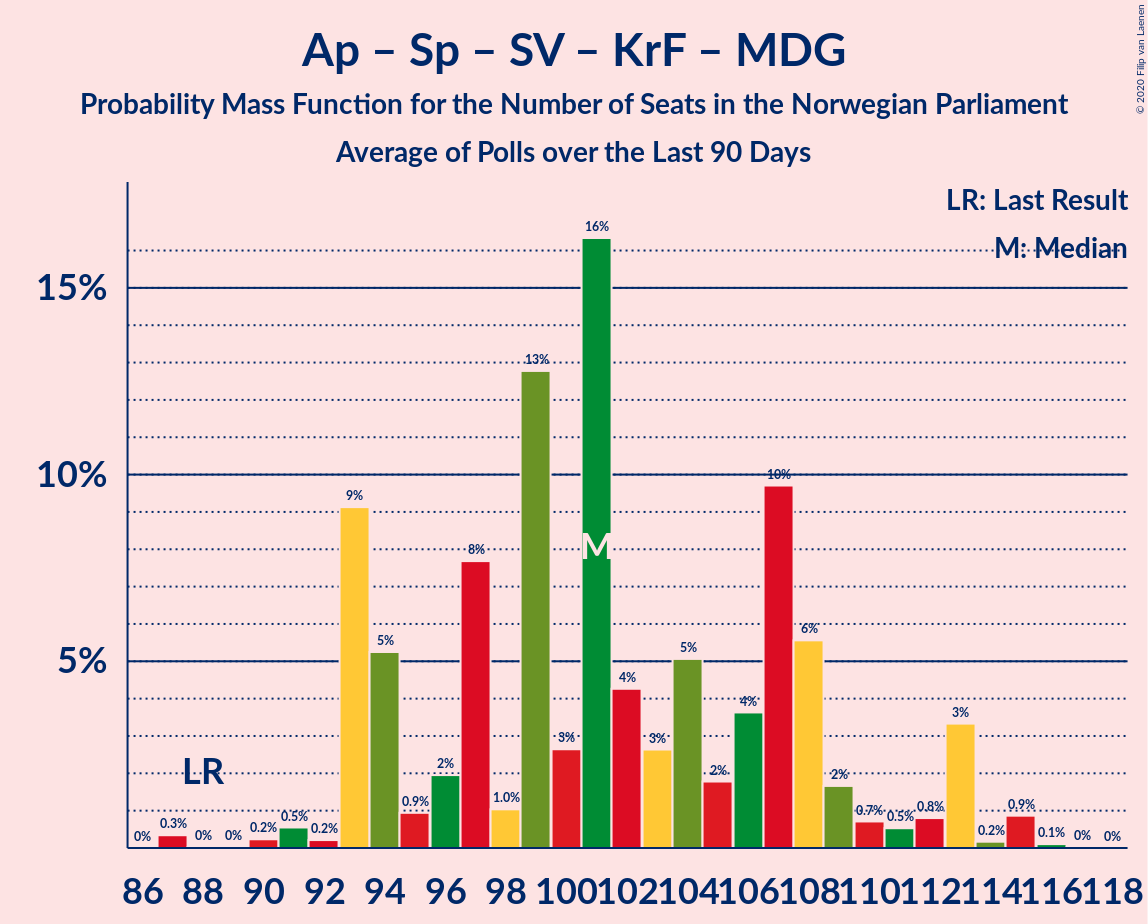 Ap – Sp – SV – KrF – MDG
Probability Mass Function for the Number of Seats in the Norwegian Parliament
Average of Polls over the Last 90 Days
© 2020 Filip van Laenen
LR: Last Result
M: Median
15%
10%
5%
0% 0.3% 0% 0% 0.2% 0.5% 0.2% 9% 5% 0.9% 2% 8% 1.0% 13% 3% 16% 4% 3% 5% 2% 4% 10% 6% 2% 0.7% 0.5% 0.8% 3% 0.2% 0.9% 0.1% 0% 0%
LR
M
86 88 90 92 94 96 98 100 102 104 106 108 110 112 114 116 118